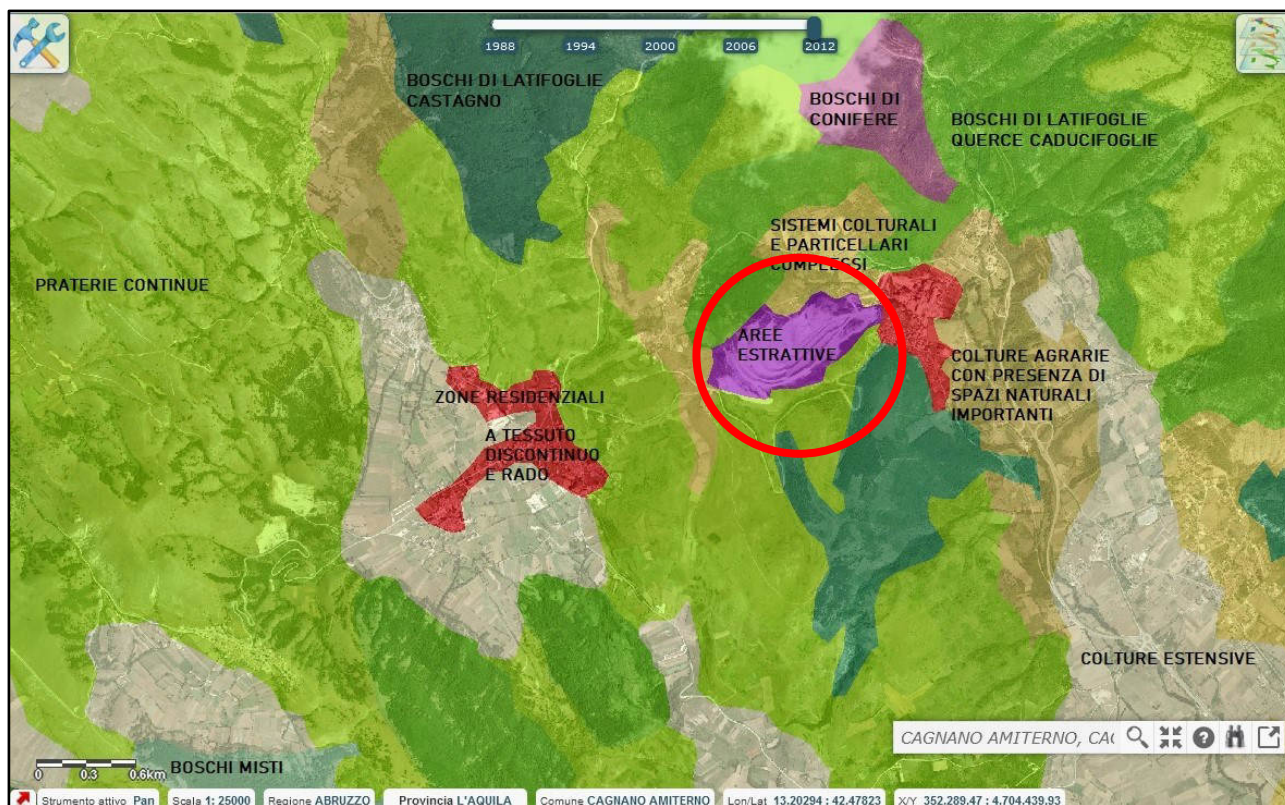 1988 1994 2000 2006 2012
BOSCHI DI LATIFOGLIE
CASTAGNO
BOSCHI DI
CONIFERE
BOSCHI DI LATIFOGLIE
QUERCE CADUCIFOGLIE
SISTEMI COLTURALI
E PARTICELLARI
COMPLESSI
PRATERIE CONTINUE
AREE
ESTRATTIVE
COLTURE AGRARIE
CON PRESENZA DI
SPAZI NATURALI
IMPORTANTI
ZONE RESIDENZIALI
A TESSUTO
DISCONTINUO
E RADO
COLTURE ESTENSIVE
CAGNANO AMITERNO, CAG
BOSCHI MISTI
0 0.3 0.6km
Strumento attivo Pan Scala 1: 25000 Regione ABRUZZO Provincia L'AQUILA Comune CAGNANO AMITERNO Lon/Lat 13.20294 : 42.47823 X/Y 352.289,47 : 4.704.439,93